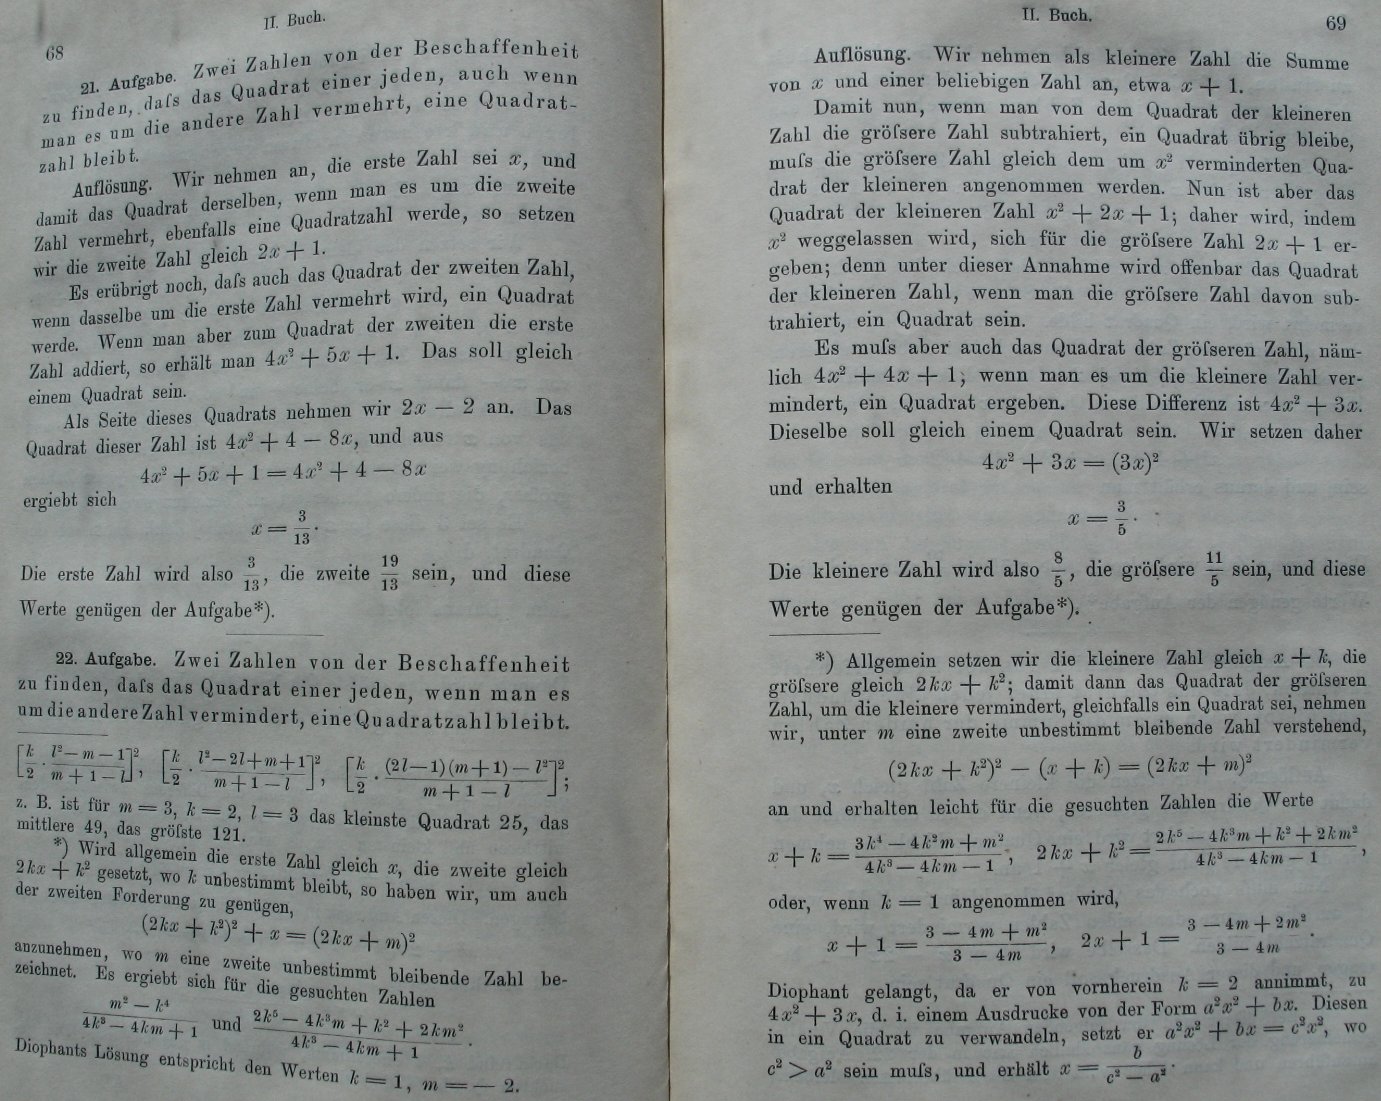 68
II. Buch.
21. Aufgabe. Zwei Zahlen von der Beschaffenheit
zu finden, daſs das Quadrat einer jeden, auch wenn
man es um die andere Zahl vermehrt, eine Quadrat-
zahl bleibt.
Auflösung. Wir nehmen an, die erste Zahl sei x, und
damit das Quadrat derselben, wenn man es um die zweite
Zahl vermehrt, ebenfalls eine Quadratzahl werde, so setzen
wir die zweite Zahl gleich 2x + 1.
Es erübrigt noch, daſs auch das Quadrat der zweiten Zahl,
wenn dasselbe um die erste Zahl vermehrt wird, ein Quadrat
werde. Wenn man aber zum Quadrat der zweiten die erste
Zahl addiert, so erhält man 4x² + 5x + 1. Das soll gleich
einem Quadrat sein.
Als Seite dieses Quadrats nehmen wir 2x — 2 an. Das
Quadrat dieser Zahl ist 4x² + 4 — 8x, und aus
4x² + 5x + 1 = 4x² + 4 — 8x
ergiebt sich
x = 3/13.
Die erste Zahl wird also 3/13, die zweite 19/13 sein, und diese
Werte genügen der Aufgabe*).
22. Aufgabe. Zwei Zahlen von der Beschaffenheit
zu finden, daſs das Quadrat einer jeden, wenn man es
um die andere Zahl vermindert, eine Quadratzahl bleibt.
[k/2 · (l² — m — 1)/(m + 1 — l)]², [k/2 · (l² — 2l + m + 1)/(m + 1 — l)]², [k/2 · ((2l — 1)(m + 1) — l²)/(m + 1 — l)]²;
z. B. ist für m = 3, k = 2, l = 3 das kleinste Quadrat 25, das
mittlere 49, das gröſste 121.
*) Wird allgemein die erste Zahl gleich x, die zweite gleich
2kx + k² gesetzt, wo k unbestimmt bleibt, so haben wir, um auch
der zweiten Forderung zu genügen,
(2kx + k²)² + x = (2kx + m)²
anzunehmen, wo m eine zweite unbestimmt bleibende Zahl be-
zeichnet. Es ergiebt sich für die gesuchten Zahlen
(m² — k⁴)/(4k³ — 4km + 1) und (2k⁵ — 4k³m + k² + 2km²)/(4k³ — 4km + 1).
Diophants Lösung entspricht den Werten k = 1, m = — 2.
II. Buch.
69
Auflösung. Wir nehmen als kleinere Zahl die Summe
von x und einer beliebigen Zahl an, etwa x + 1.
Damit nun, wenn man von dem Quadrat der kleineren
Zahl die gröſsere Zahl subtrahiert, ein Quadrat übrig bleibe,
muſs die gröſsere Zahl gleich dem um x² verminderten Qua-
drat der kleineren angenommen werden. Nun ist aber das
Quadrat der kleineren Zahl x² + 2x + 1; daher wird, indem
x² weggelassen wird, sich für die gröſsere Zahl 2x + 1 er-
geben; denn unter dieser Annahme wird offenbar das Quadrat
der kleineren Zahl, wenn man die gröſsere Zahl davon sub-
trahiert, ein Quadrat sein.
Es muſs aber auch das Quadrat der gröſseren Zahl, näm-
lich 4x² + 4x + 1, wenn man es um die kleinere Zahl ver-
mindert, ein Quadrat ergeben. Diese Differenz ist 4x² + 3x.
Dieselbe soll gleich einem Quadrat sein. Wir setzen daher
4x² + 3x = (3x)²
und erhalten
x = 3/5.
Die kleinere Zahl wird also 8/5, die gröſsere 11/5 sein, und diese
Werte genügen der Aufgabe*).
*) Allgemein setzen wir die kleinere Zahl gleich x + k, die
gröſsere gleich 2kx + k²; damit dann das Quadrat der gröſseren
Zahl, um die kleinere vermindert, gleichfalls ein Quadrat sei, nehmen
wir, unter m eine zweite unbestimmt bleibende Zahl verstehend,
(2kx + k²)² — (x + k) = (2kx + m)²
an und erhalten leicht für die gesuchten Zahlen die Werte
x + k = (3k⁴ — 4k²m + m²)/(4k³ — 4km — 1), 2kx + k² = (2k⁵ — 4k³m + k² + 2km²)/(4k³ — 4km — 1),
oder, wenn k = 1 angenommen wird,
x + 1 = (3 — 4m + m²)/(3 — 4m), 2x + 1 = (3 — 4m + 2m²)/(3 — 4m).
Diophant gelangt, da er von vornherein k = 2 annimmt, zu
4x² + 3x, d. i. einem Ausdrucke von der Form a²x² + bx. Diesen
in ein Quadrat zu verwandeln, setzt er a²x² + bx = c²x², wo
c² > a² sein muſs, und erhält x = b/(c² — a²).